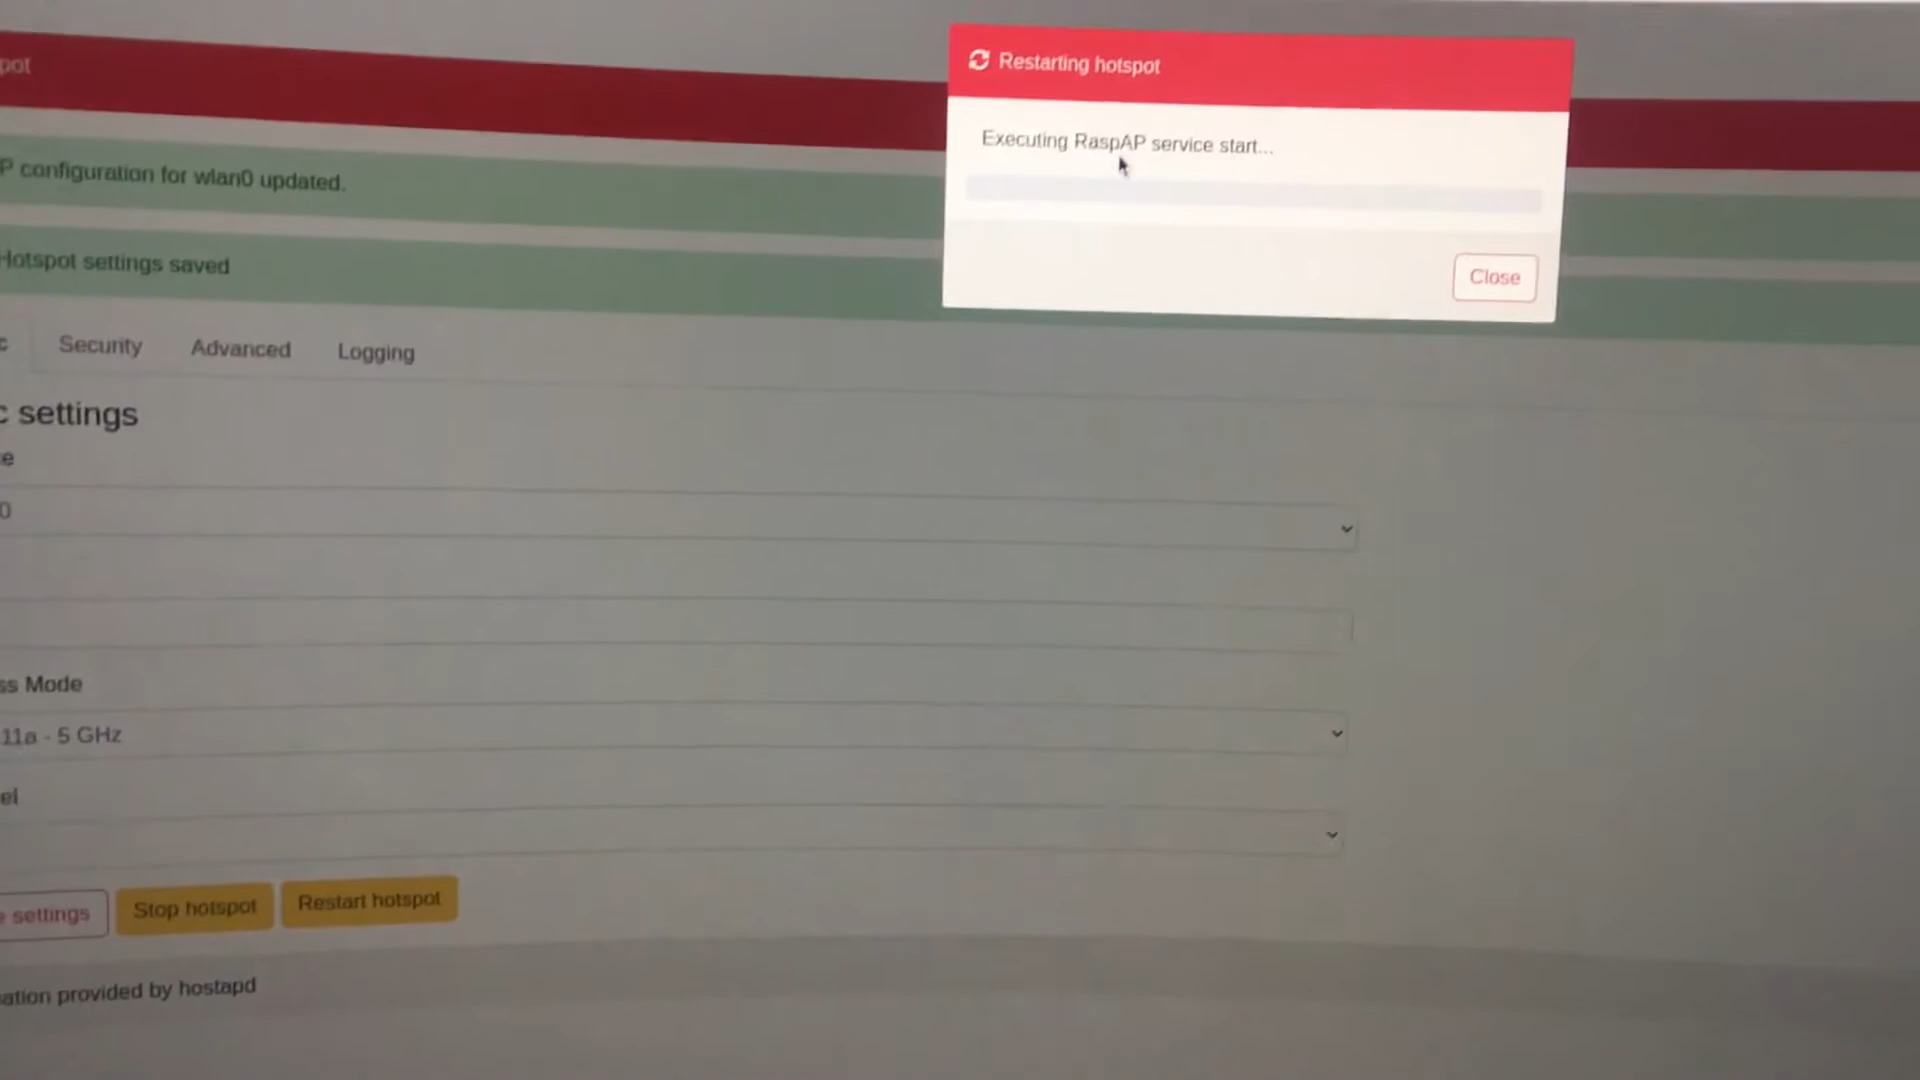 pot
Restarting hotspot
Executing RaspAP service start...
Close
P configuration for wlan0 updated.
Hotspot settings saved
c Security Advanced Logging
c settings
e
0
ss Mode
11a - 5 GHz
el
e settings Stop hotspot Restart hotspot
ation provided by hostapd